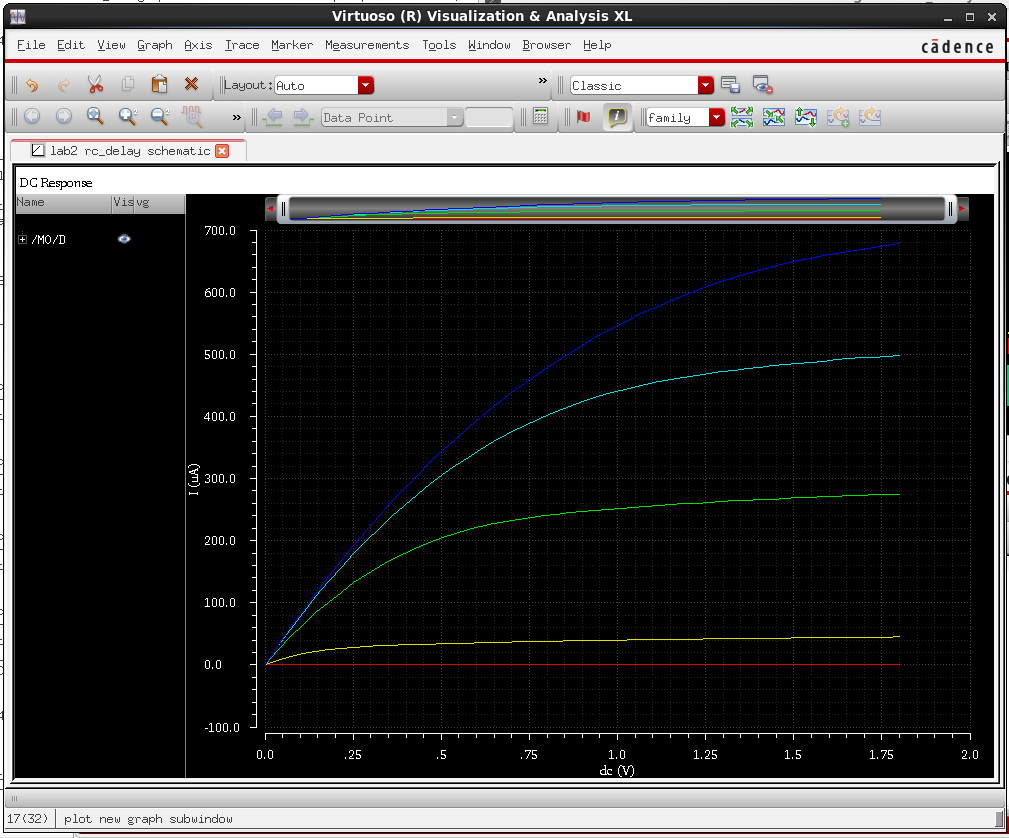 Virtuoso (R) Visualization & Analysis XL
File Edit View Graph Axis Trace Marker Measurements Tools Window Browser Help
cādence
Layout: Auto
»
Classic
»
Data Point
family
lab2 rc_delay schematic
DC Response
Name Vis vg
/M0/D
700.0
600.0
500.0
400.0
300.0
200.0
100.0
0.0
-100.0
I (uA)
0.0 .25 .5 .75 1.0 1.25 1.5 1.75 2.0
dc (V)
17(32) plot new graph subwindow